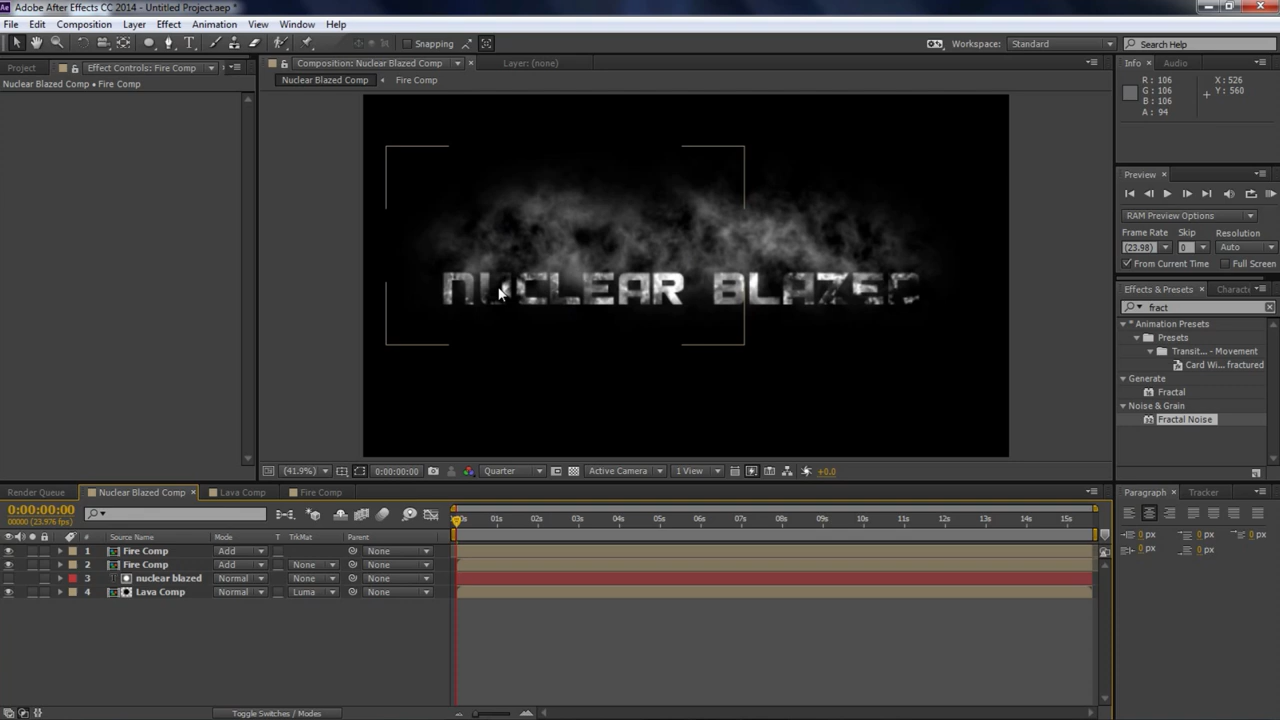 Adobe After Effects CC 2014 - Untitled Project.aep *
File Edit Composition Layer Effect Animation View Window Help
Snapping Workspace: Standard Search Help
Project Effect Controls: Fire Comp Composition: Nuclear Blazed Comp Layer: (none) Info Audio
Nuclear Blazed Comp • Fire Comp Nuclear Blazed Comp Fire Comp
R : 106 X : 526
G : 106 Y : 560
B : 106
A : 94
Preview
RAM Preview Options
Frame Rate Skip Resolution
(23.98) 0 Auto
From Current Time Full Screen
NUCLEAR BLAZED
Effects & Presets Characte
fract
* Animation Presets
Presets
Transit... - Movement
Card Wi... fractured
Generate
Fractal
Noise & Grain
Fractal Noise
(41.9%) 0:00:00:00 Quarter Active Camera 1 View +0.0
Render Queue Nuclear Blazed Comp Lava Comp Fire Comp
Paragraph Tracker
0:00:00:00
00000 (23.976 fps)
01s 02s 03s 04s 05s 06s 07s 08s 09s 10s 11s 12s 13s 14s 15s
0 px 0 px 0 px
0 px 0 px
# Source Name Mode T TrkMat Parent
1 Fire Comp Add None
2 Fire Comp Add None None
3 nuclear blazed Normal None None
4 Lava Comp Normal Luma None
Toggle Switches / Modes